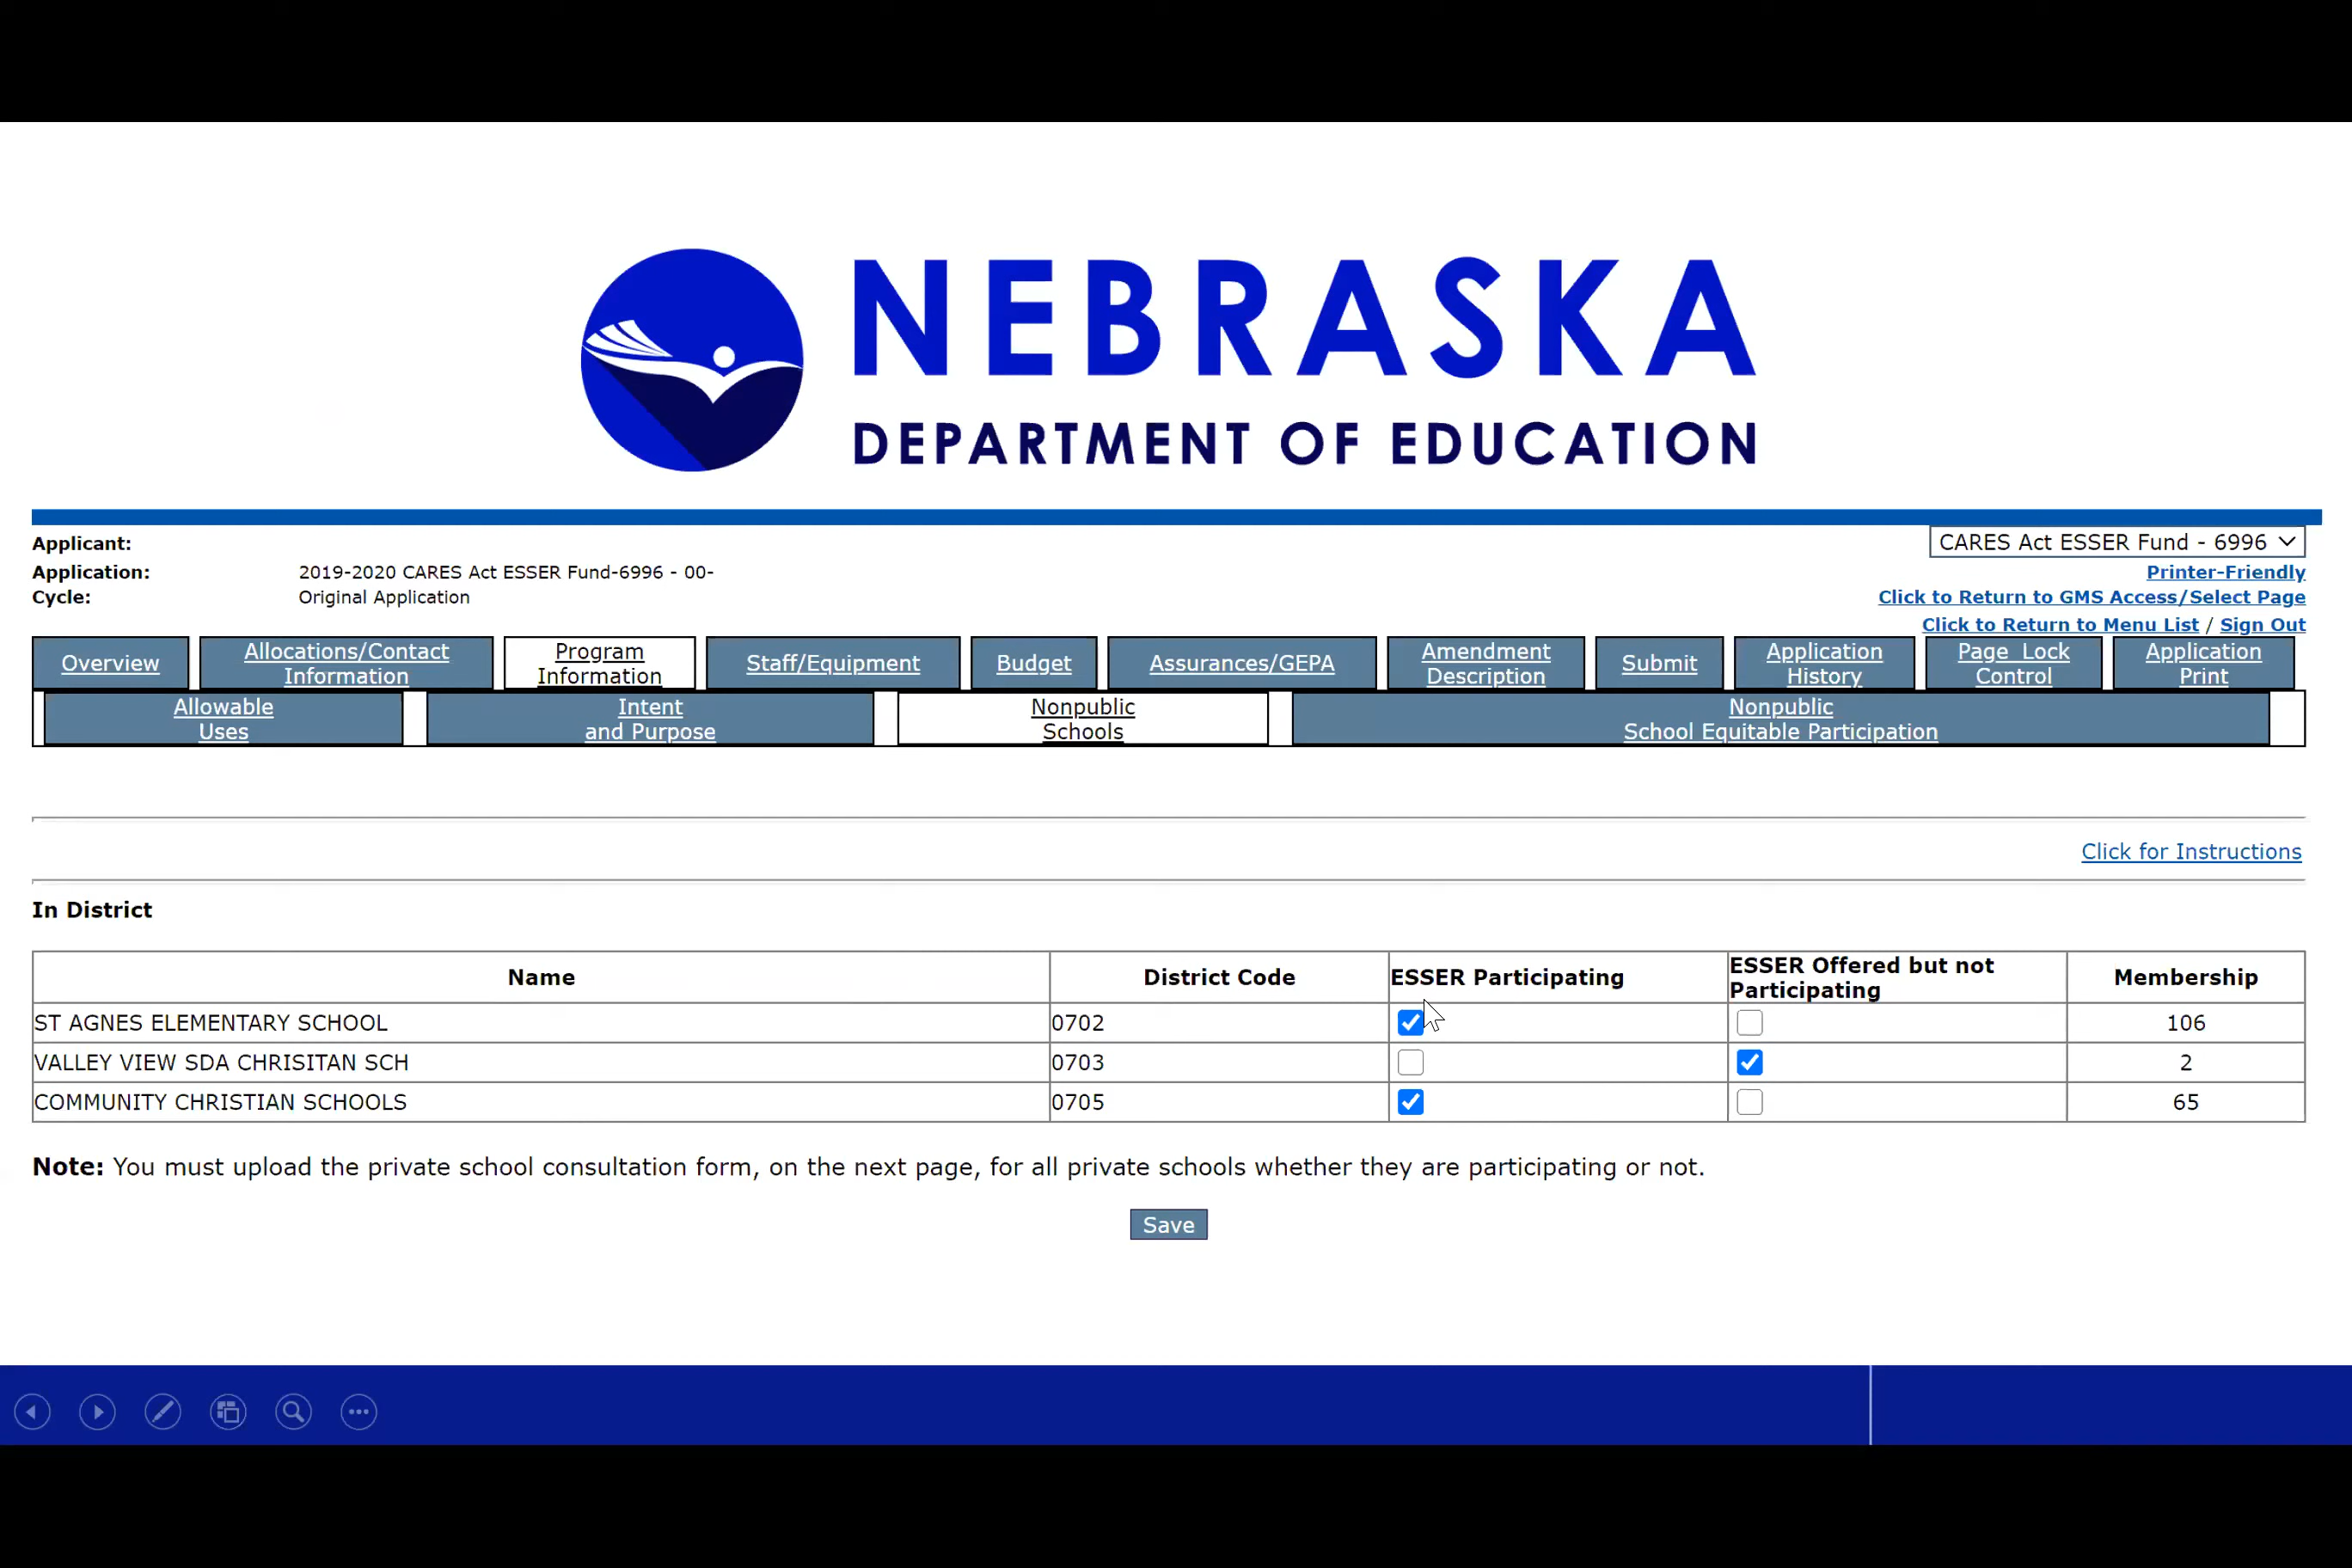 NEBRASKA
DEPARTMENT OF EDUCATION
Applicant:
CARES Act ESSER Fund - 6996
Application: 2019-2020 CARES Act ESSER Fund-6996 - 00-
Printer-Friendly
Cycle: Original Application
Click to Return to GMS Access/Select Page
Click to Return to Menu List / Sign Out
Overview
Allocations/Contact
Information
Program
Information
Staff/Equipment
Budget
Assurances/GEPA
Amendment
Description
Submit
Application
History
Page Lock
Control
Application
Print
Allowable
Uses
Intent
and Purpose
Nonpublic
Schools
Nonpublic
School Equitable Participation
Click for Instructions
In District
Name District Code ESSER Participating ESSER Offered but not Participating Membership
ST AGNES ELEMENTARY SCHOOL 0702 106
VALLEY VIEW SDA CHRISITAN SCH 0703 2
COMMUNITY CHRISTIAN SCHOOLS 0705 65
Note: You must upload the private school consultation form, on the next page, for all private schools whether they are participating or not.
Save